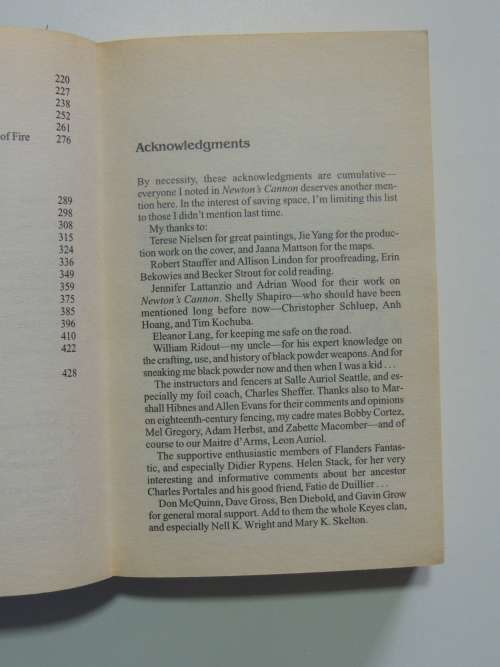 220
227
238
252
261
of Fire 276
289
298
308
315
324
336
349
359
375
385
396
410
422
428
Acknowledgments
By necessity, these acknowledgments are cumulative—
everyone I noted in Newton's Cannon deserves another men-
tion here. In the interest of saving space, I'm limiting this list
to those I didn't mention last time.
My thanks to:
Terese Nielsen for great paintings, Jie Yang for the produc-
tion work on the cover, and Jaana Mattson for the maps.
Robert Stauffer and Allison Lindon for proofreading, Erin
Bekowies and Becker Strout for cold reading.
Jennifer Lattanzio and Adrian Wood for their work on
Newton's Cannon. Shelly Shapiro—who should have been
mentioned long before now—Christopher Schluep, Anh
Hoang, and Tim Kochuba.
Eleanor Lang, for keeping me safe on the road.
William Ridout—my uncle—for his expert knowledge on
the crafting, use, and history of black powder weapons. And for
sneaking me black powder now and then when I was a kid . . .
The instructors and fencers at Salle Auriol Seattle, and es-
pecially my foil coach, Charles Sheffer. Thanks also to Mar-
shall Hibnes and Allen Evans for their comments and opinions
on eighteenth-century fencing, my cadre mates Bobby Cortez,
Mel Gregory, Adam Herbst, and Zabette Macomber—and of
course to our Maitre d'Arms, Leon Auriol.
The supportive enthusiastic members of Flanders Fantas-
tic, and especially Didier Rypens. Helen Stack, for her very
interesting and informative comments about her ancestor
Charles Portales and his good friend, Fatio de Duillier . . .
Don McQuinn, Dave Gross, Ben Diebold, and Gavin Grow
for general moral support. Add to them the whole Keyes clan,
and especially Nell K. Wright and Mary K. Skelton.